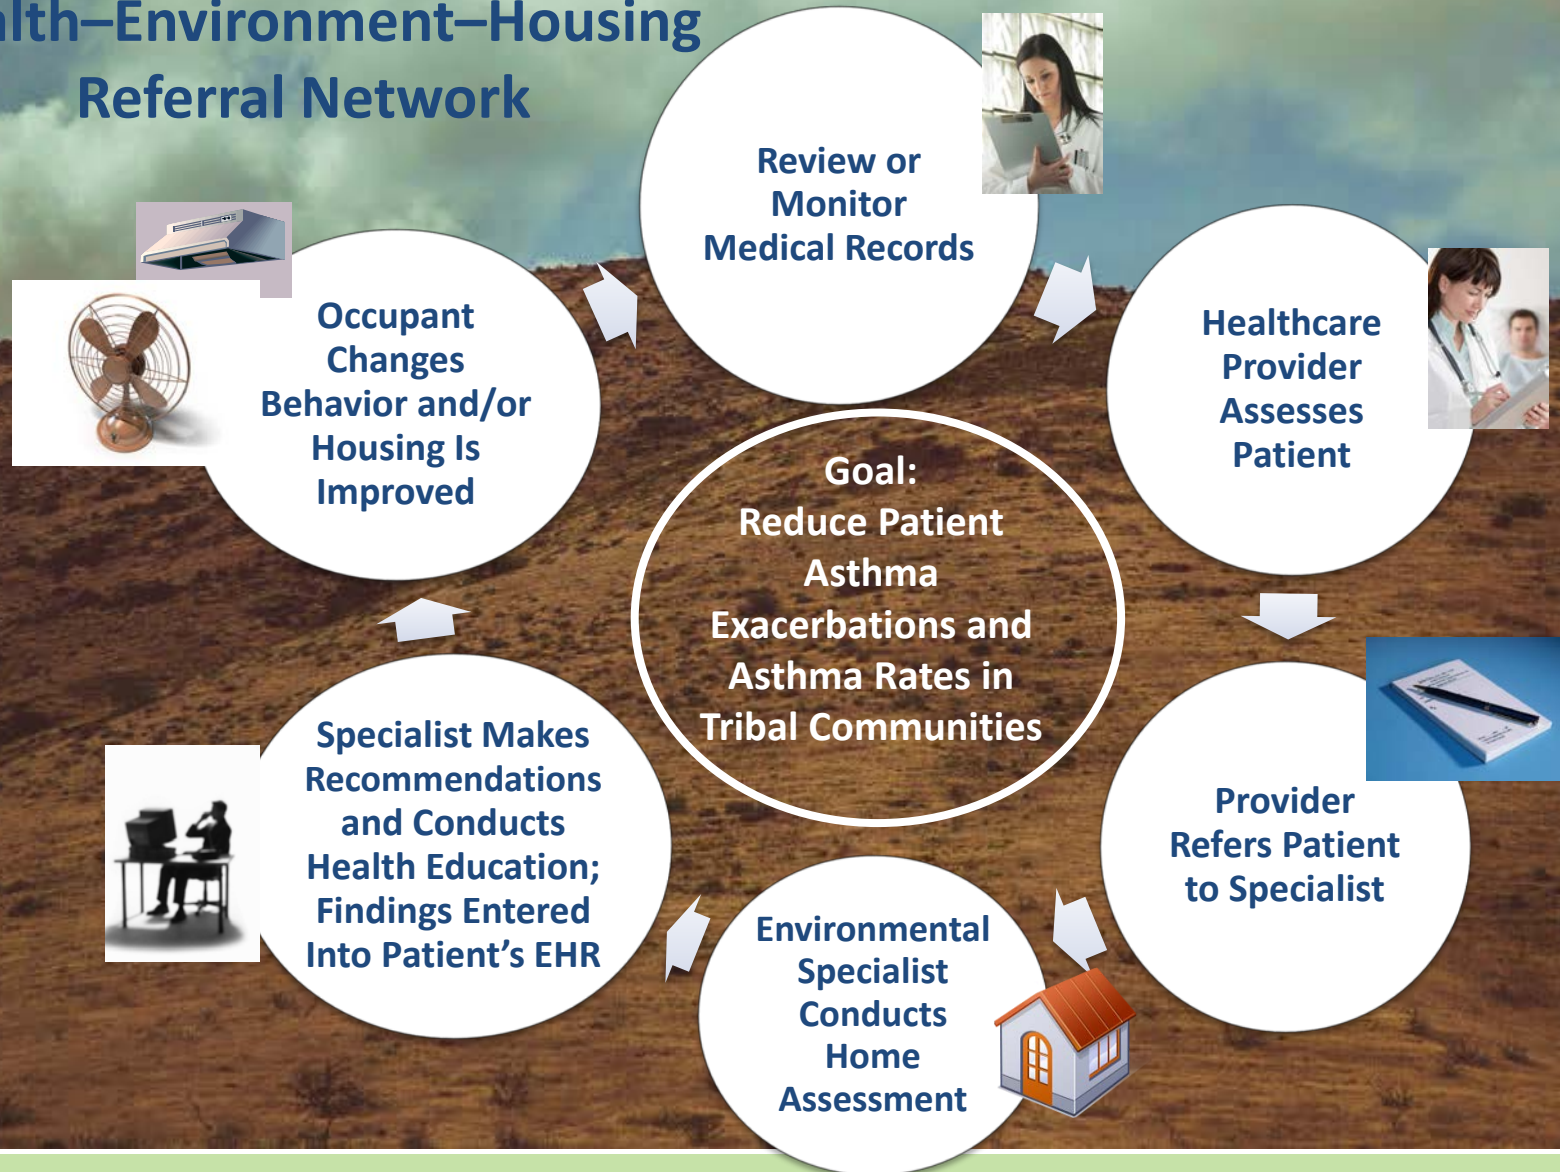 lth–Environment–Housing
Referral Network
Review or
Monitor
Medical Records
Healthcare
Provider
Assesses
Patient
Provider
Refers Patient
to Specialist
Environmental
Specialist
Conducts
Home
Assessment
Specialist Makes
Recommendations
and Conducts
Health Education;
Findings Entered
Into Patient’s EHR
Occupant
Changes
Behavior and/or
Housing Is
Improved
Goal:
Reduce Patient
Asthma
Exacerbations and
Asthma Rates in
Tribal Communities